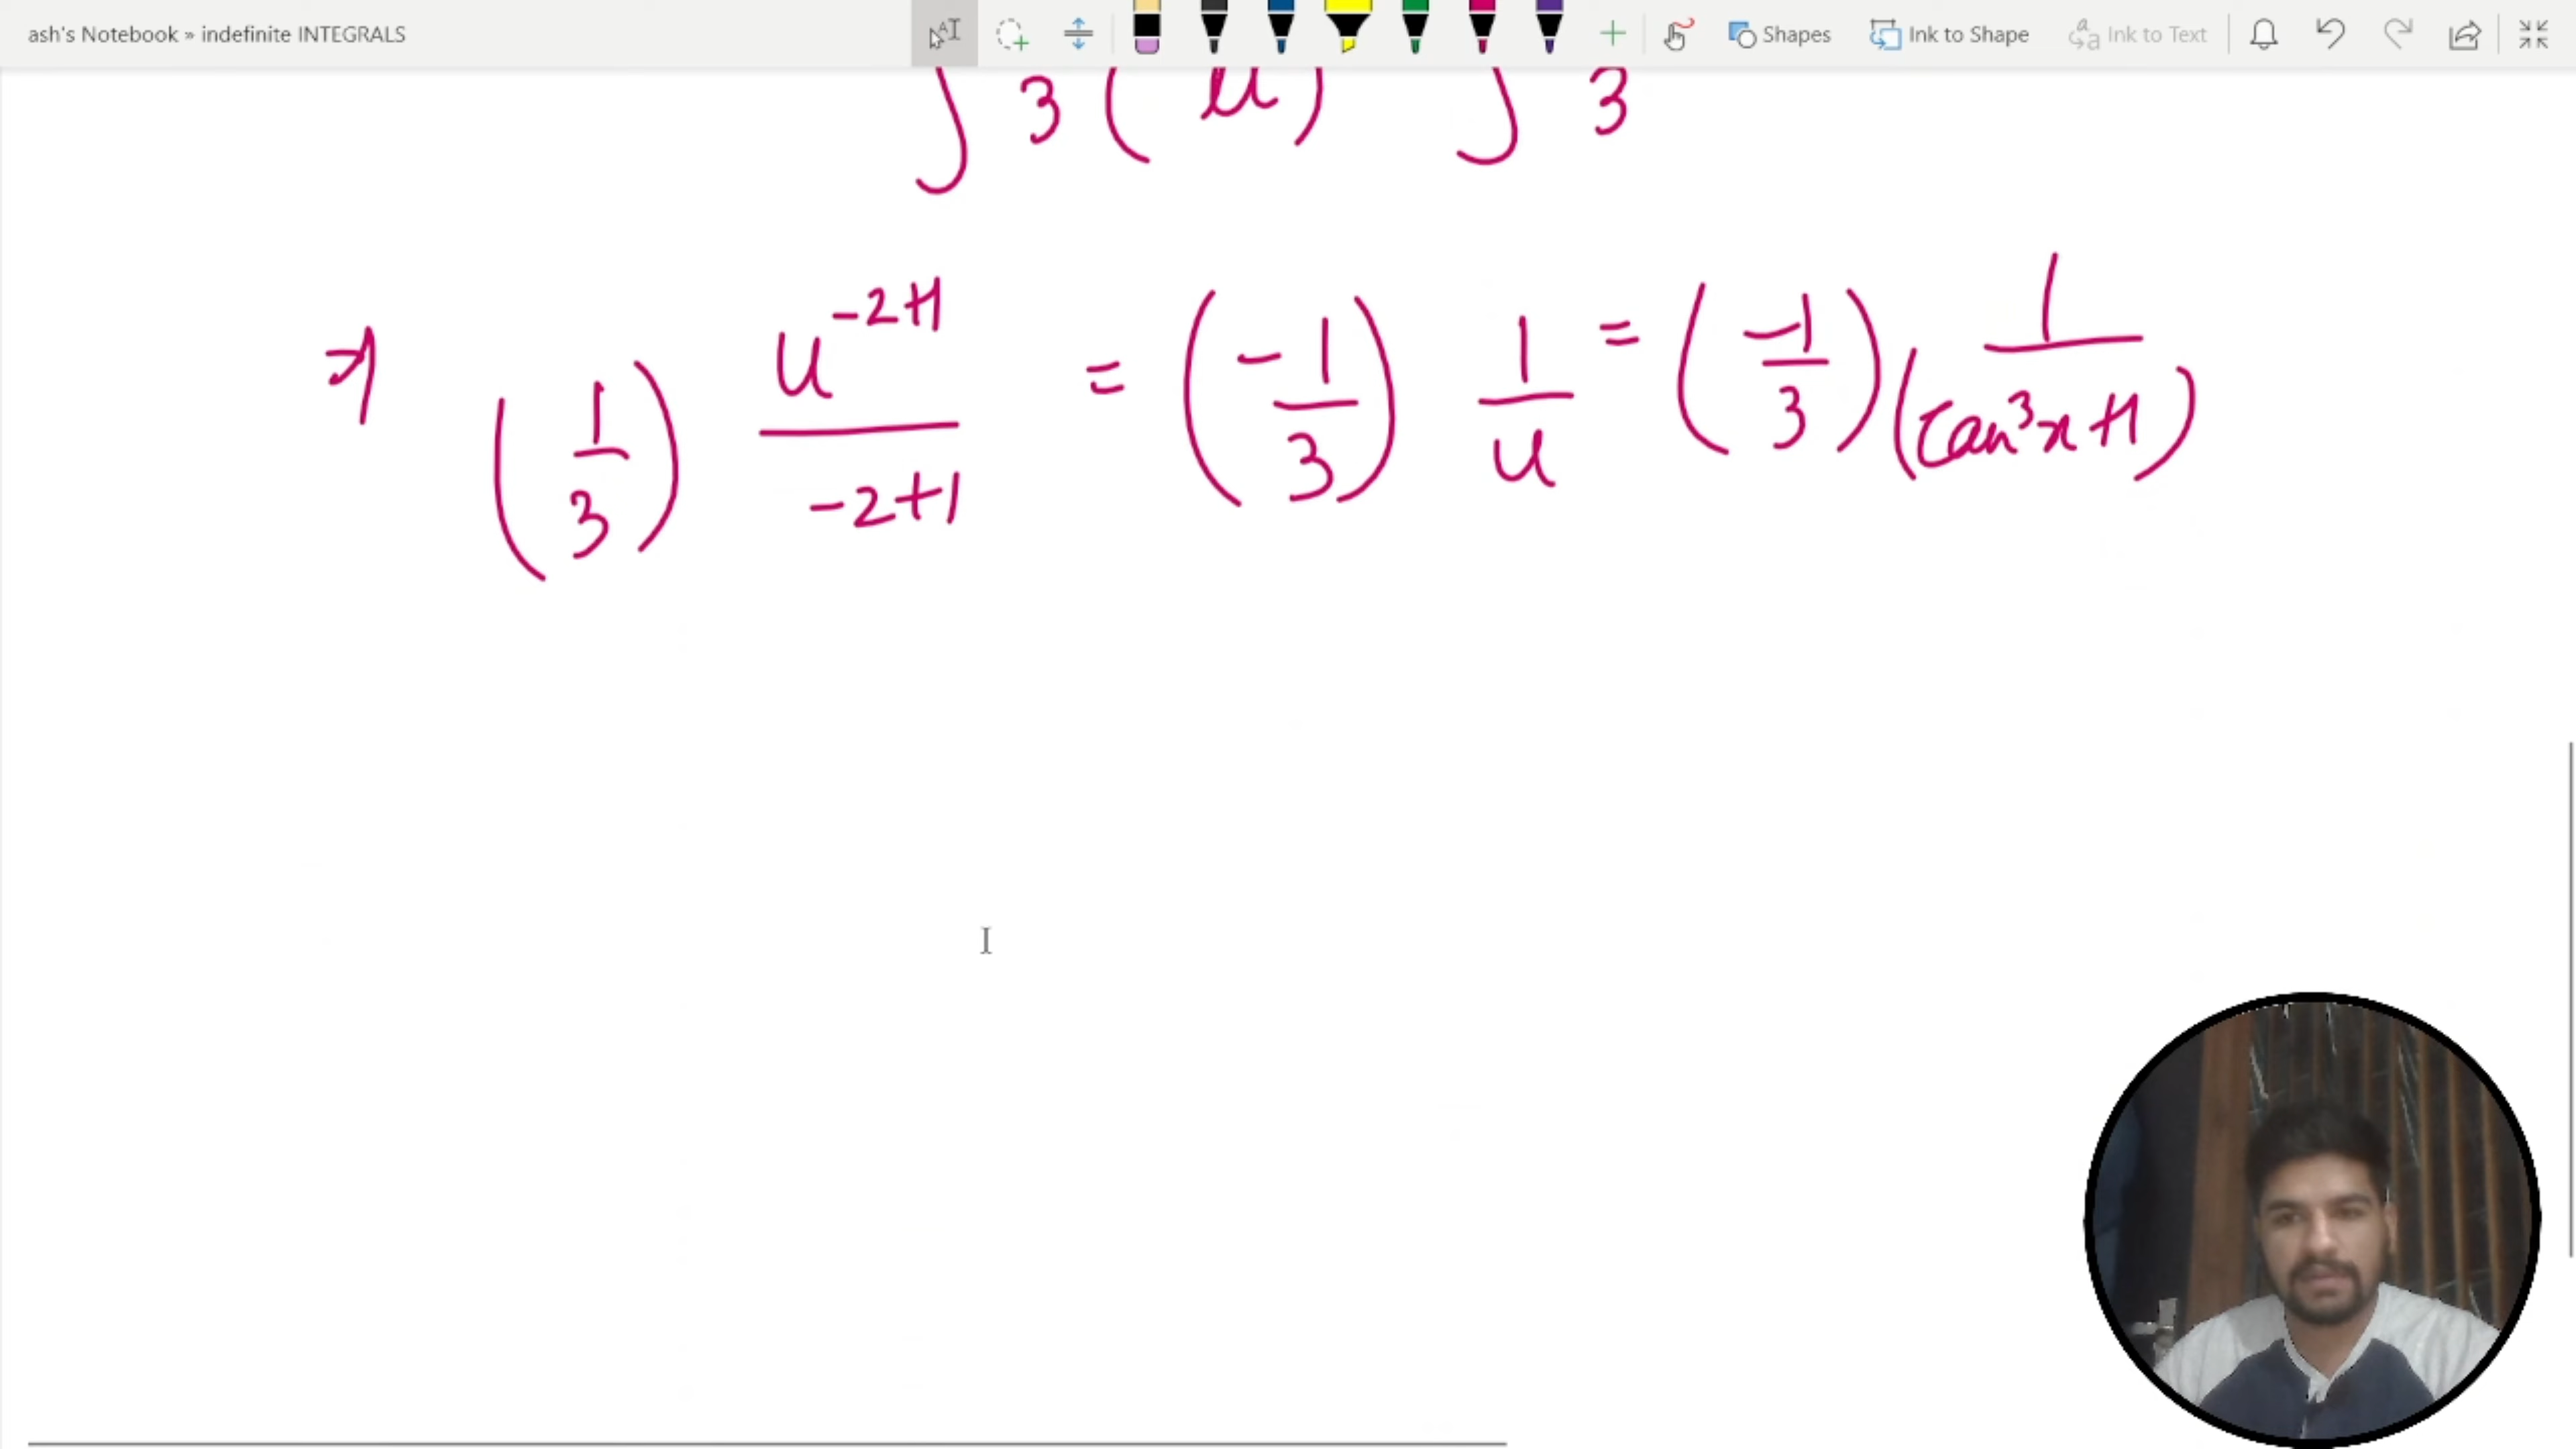 ash's Notebook » indefinite INTEGRALS
Shapes
Ink to Shape
Ink to Text
∫ 3 (u) ∫ 3
⇒ (1/3) u^(-2+1)/(-2+1) = (-1/3) 1/u = (-1/3) 1/(tan³x+1)